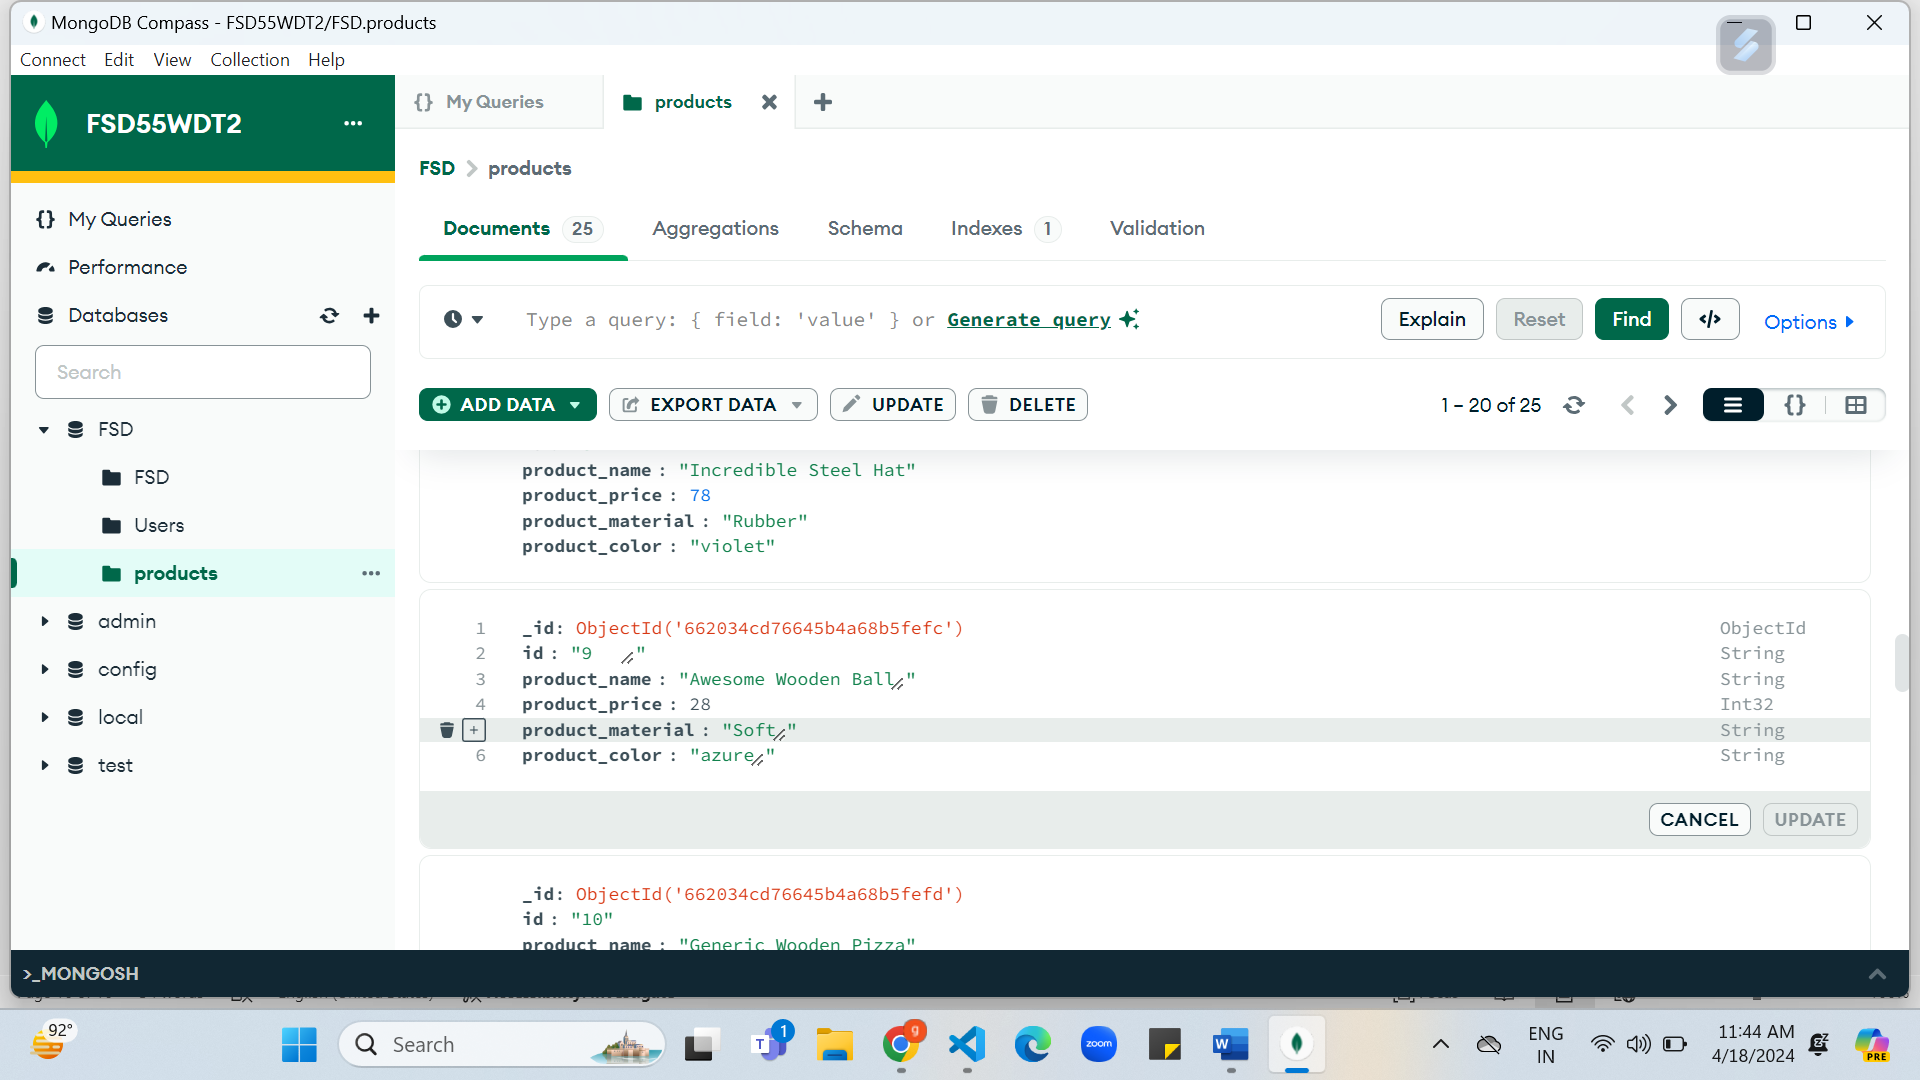 MongoDB Compass - FSD55WDT2/FSD.products
Connect Edit View Collection Help
FSD55WDT2
My Queries
Performance
Databases
Search
FSD
FSD
Users
products
admin
config
local
test
{} My Queries
products
FSD > products
Documents 25
Aggregations
Schema
Indexes 1
Validation
Type a query: { field: 'value' } or Generate query
Explain
Reset
Find
</>
Options
ADD DATA
EXPORT DATA
UPDATE
DELETE
1 – 20 of 25
{}
product_name : "Incredible Steel Hat"
product_price : 78
product_material : "Rubber"
product_color : "violet"
1 _id: ObjectId('662034cd76645b4a68b5fefc') ObjectId
2 id : "9" String
3 product_name : "Awesome Wooden Ball" String
4 product_price : 28 Int32
product_material : "Soft" String
6 product_color : "azure" String
CANCEL
UPDATE
_id: ObjectId('662034cd76645b4a68b5fefd')
id : "10"
product_name : "Generic Wooden Pizza"
>_MONGOSH
92°
Search
1
T
g
zoom
W
ENG
IN
11:44 AM
4/18/2024
PRE